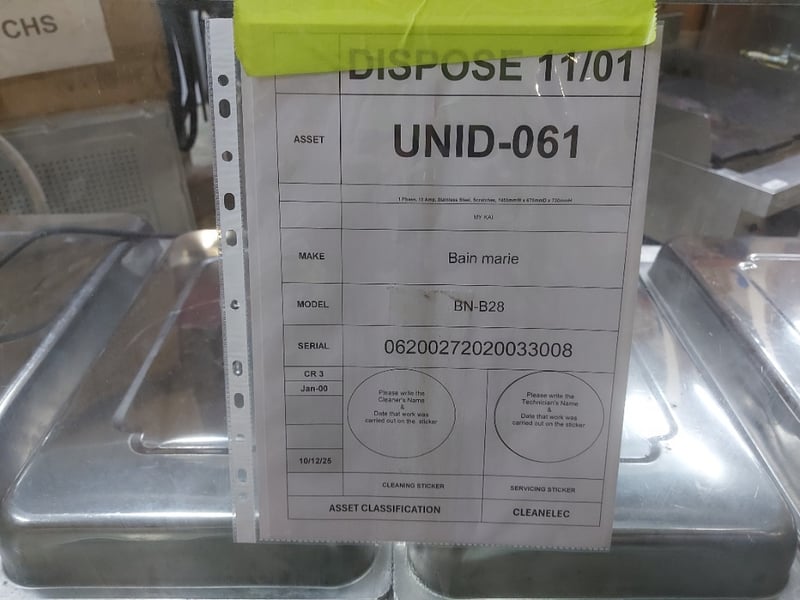 CHS
DISPOSE 11/01
ASSET
UNID-061
1 Phase, 13 Amp, Stainless Steel, Scratches, 1455mmW x 675mmD x 730mmH
MY KAI
MAKE
Bain marie
MODEL
BN-B28
SERIAL
06200272020033008
CR 3
Jan-00
10/12/25
Please write the
Cleaner's Name
&
Date that work was
carried out on the sticker
Please write the
Technician's Name
&
Date that work was
carried out on the sticker
CLEANING STICKER
SERVICING STICKER
ASSET CLASSIFICATION
CLEANELEC